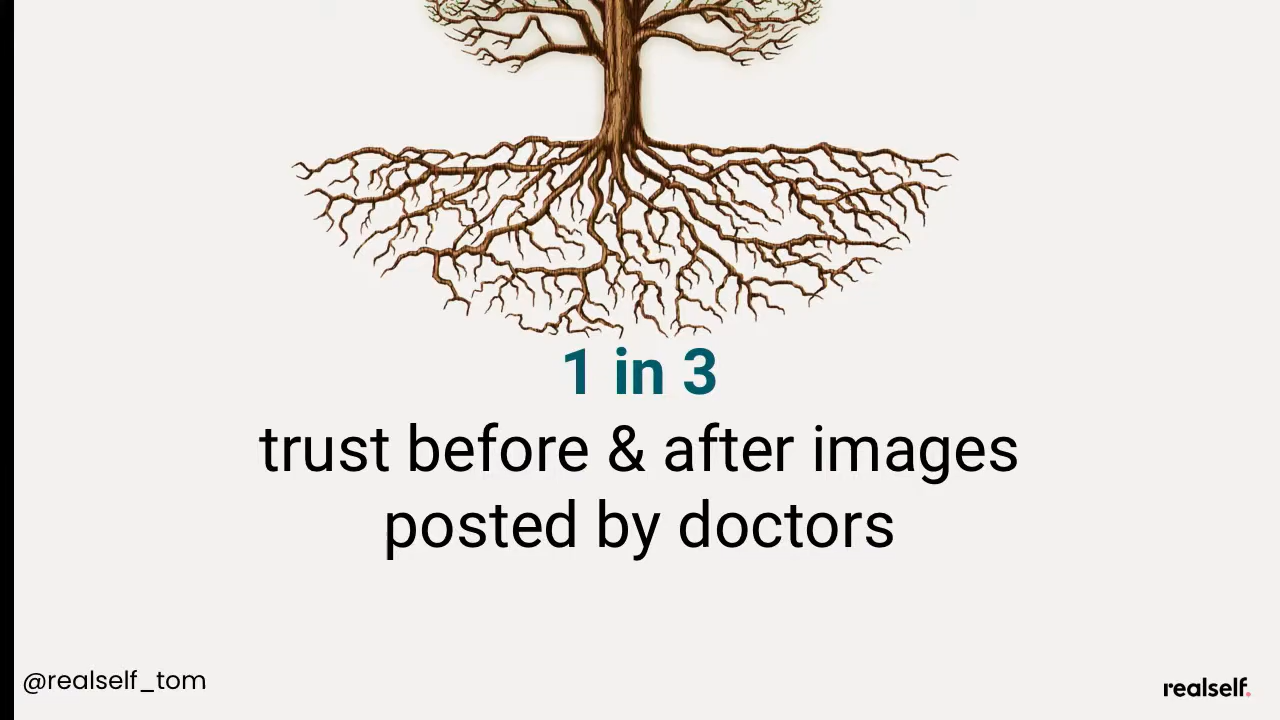 1 in 3
trust before & after images
posted by doctors
@realself_tom
realself.